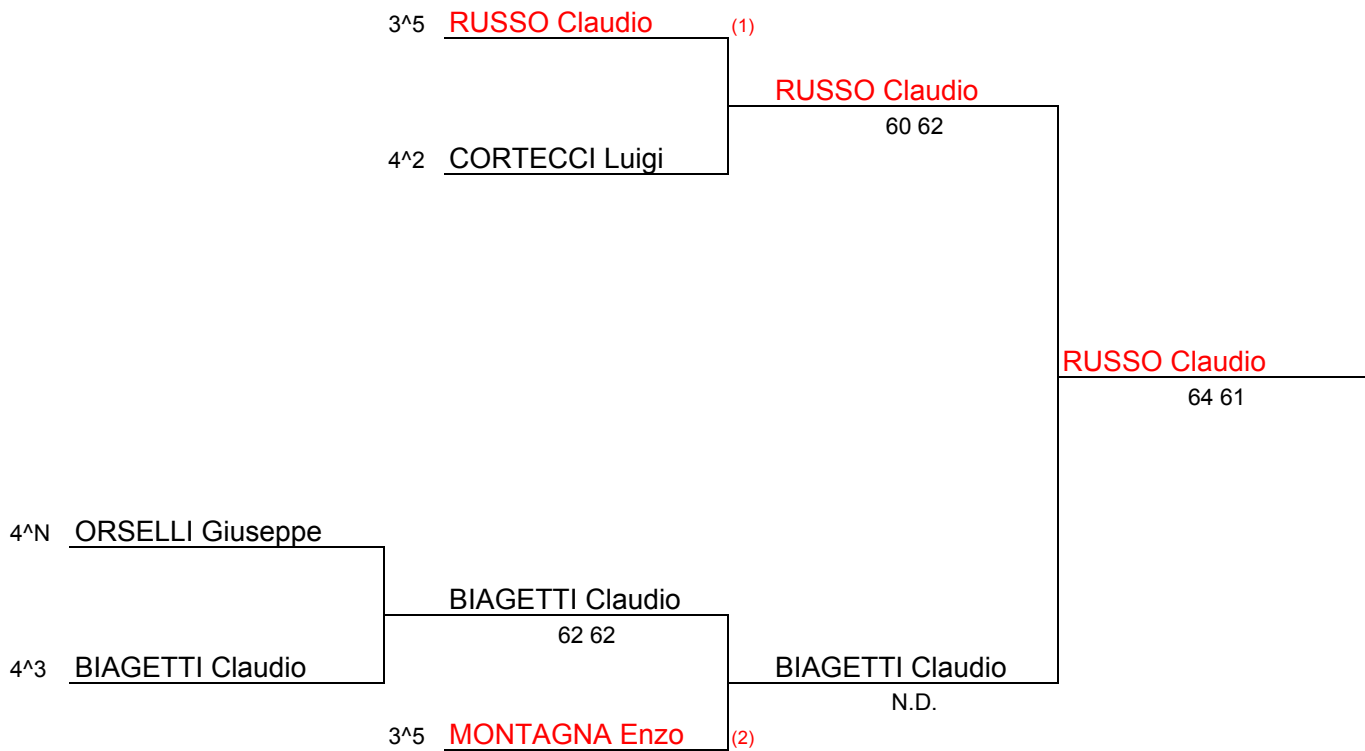 3^5 RUSSO Claudio (1)
RUSSO Claudio
60 62
4^2 CORTECCI Luigi
RUSSO Claudio
64 61
4^N ORSELLI Giuseppe
BIAGETTI Claudio
62 62
4^3 BIAGETTI Claudio
BIAGETTI Claudio
N.D.
3^5 MONTAGNA Enzo (2)